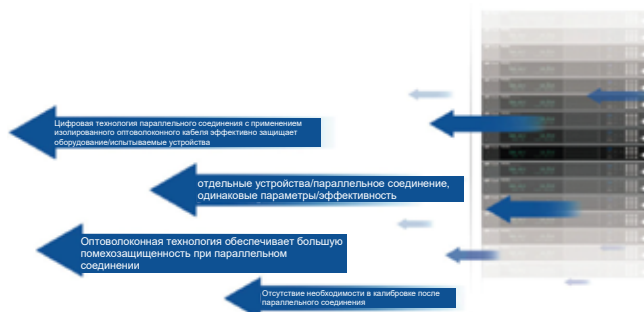 Цифровая технология параллельного соединения с применением
изолированного оптоволоконного кабеля эффективно защищает
оборудование/испытываемые устройства
отдельные устройства/параллельное соединение,
одинаковые параметры/эффективность
Оптоволоконная технология обеспечивает большую
помехозащищенность при параллельном
соединении
Отсутствие необходимости в калибровке после
параллельного соединения